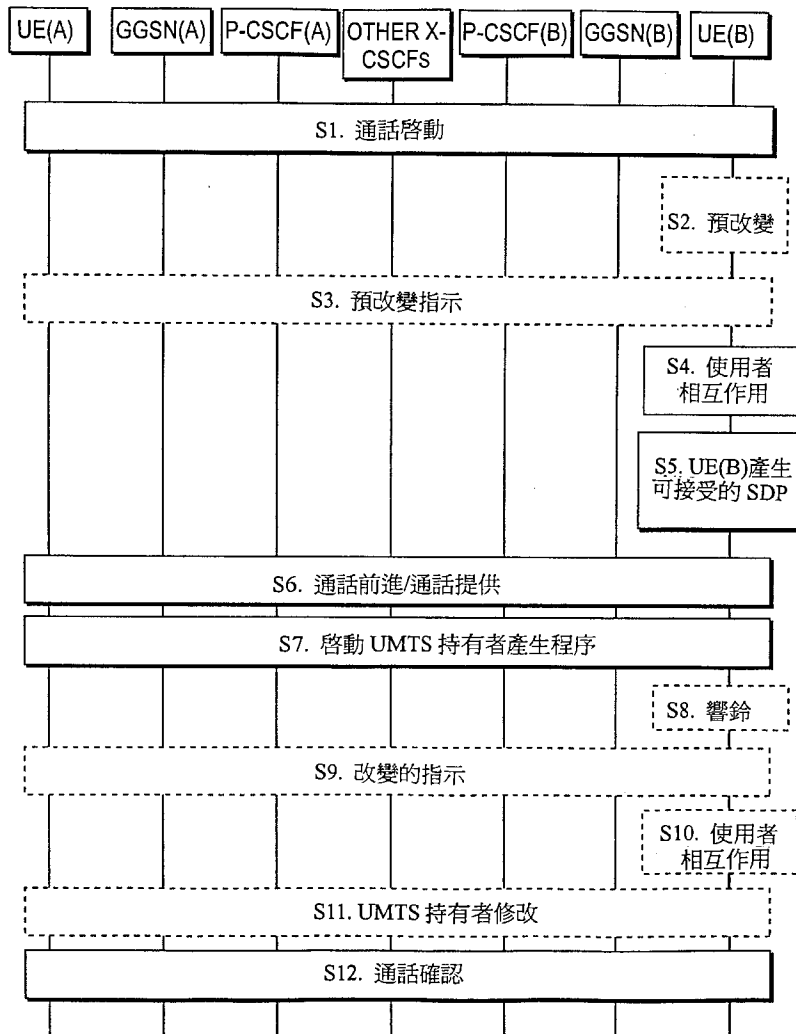 UE(A)
GGSN(A)
P-CSCF(A)
OTHER X-
CSCFs
P-CSCF(B)
GGSN(B)
UE(B)
S1. 通話啓動
S2. 預改變
S3. 預改變指示
S4. 使用者
相互作用
S5. UE(B)產生
可接受的 SDP
S6. 通話前進/通話提供
S7. 啓動 UMTS 持有者產生程序
S8. 響鈴
S9. 改變的指示
S10. 使用者
相互作用
S11. UMTS 持有者修改
S12. 通話確認